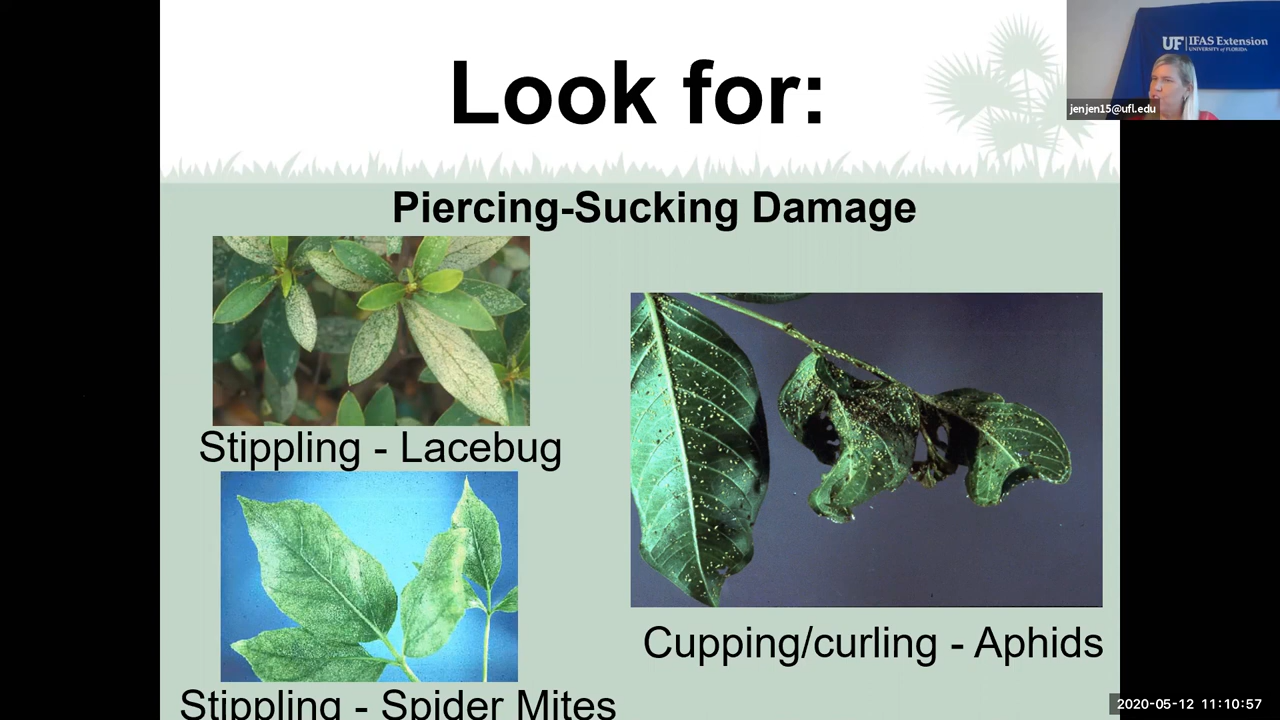 Look for:
UF | IFAS Extension
UNIVERSITY of FLORIDA
jenjen15@ufl.edu
Piercing-Sucking Damage
Stippling - Lacebug
Cupping/curling - Aphids
Stippling - Spider Mites
2020-05-12 11:10:57